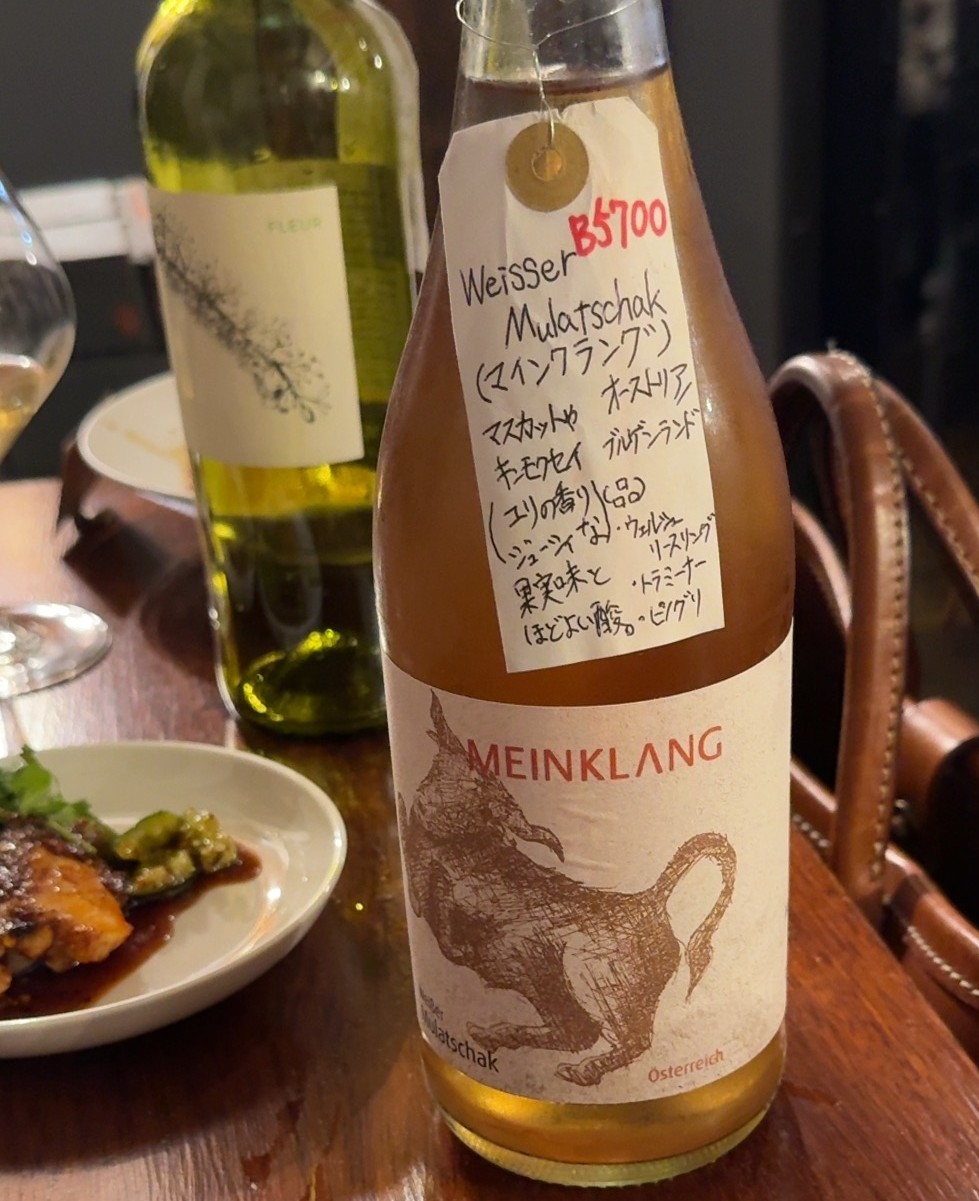 FLEUR
B5700
Weisser
Mulatschak
(マインクラング)
オーストリア
ブルゲンランド
マスカットや
キンモクセイ
(ユリの香り)
ジューシィな
果実味と
ほどよい酸。
(品)
・ウェルシュ
リースリング
・トラミーナー
・ピノグリ
MEINKLANG
Mulatschak
Österreich